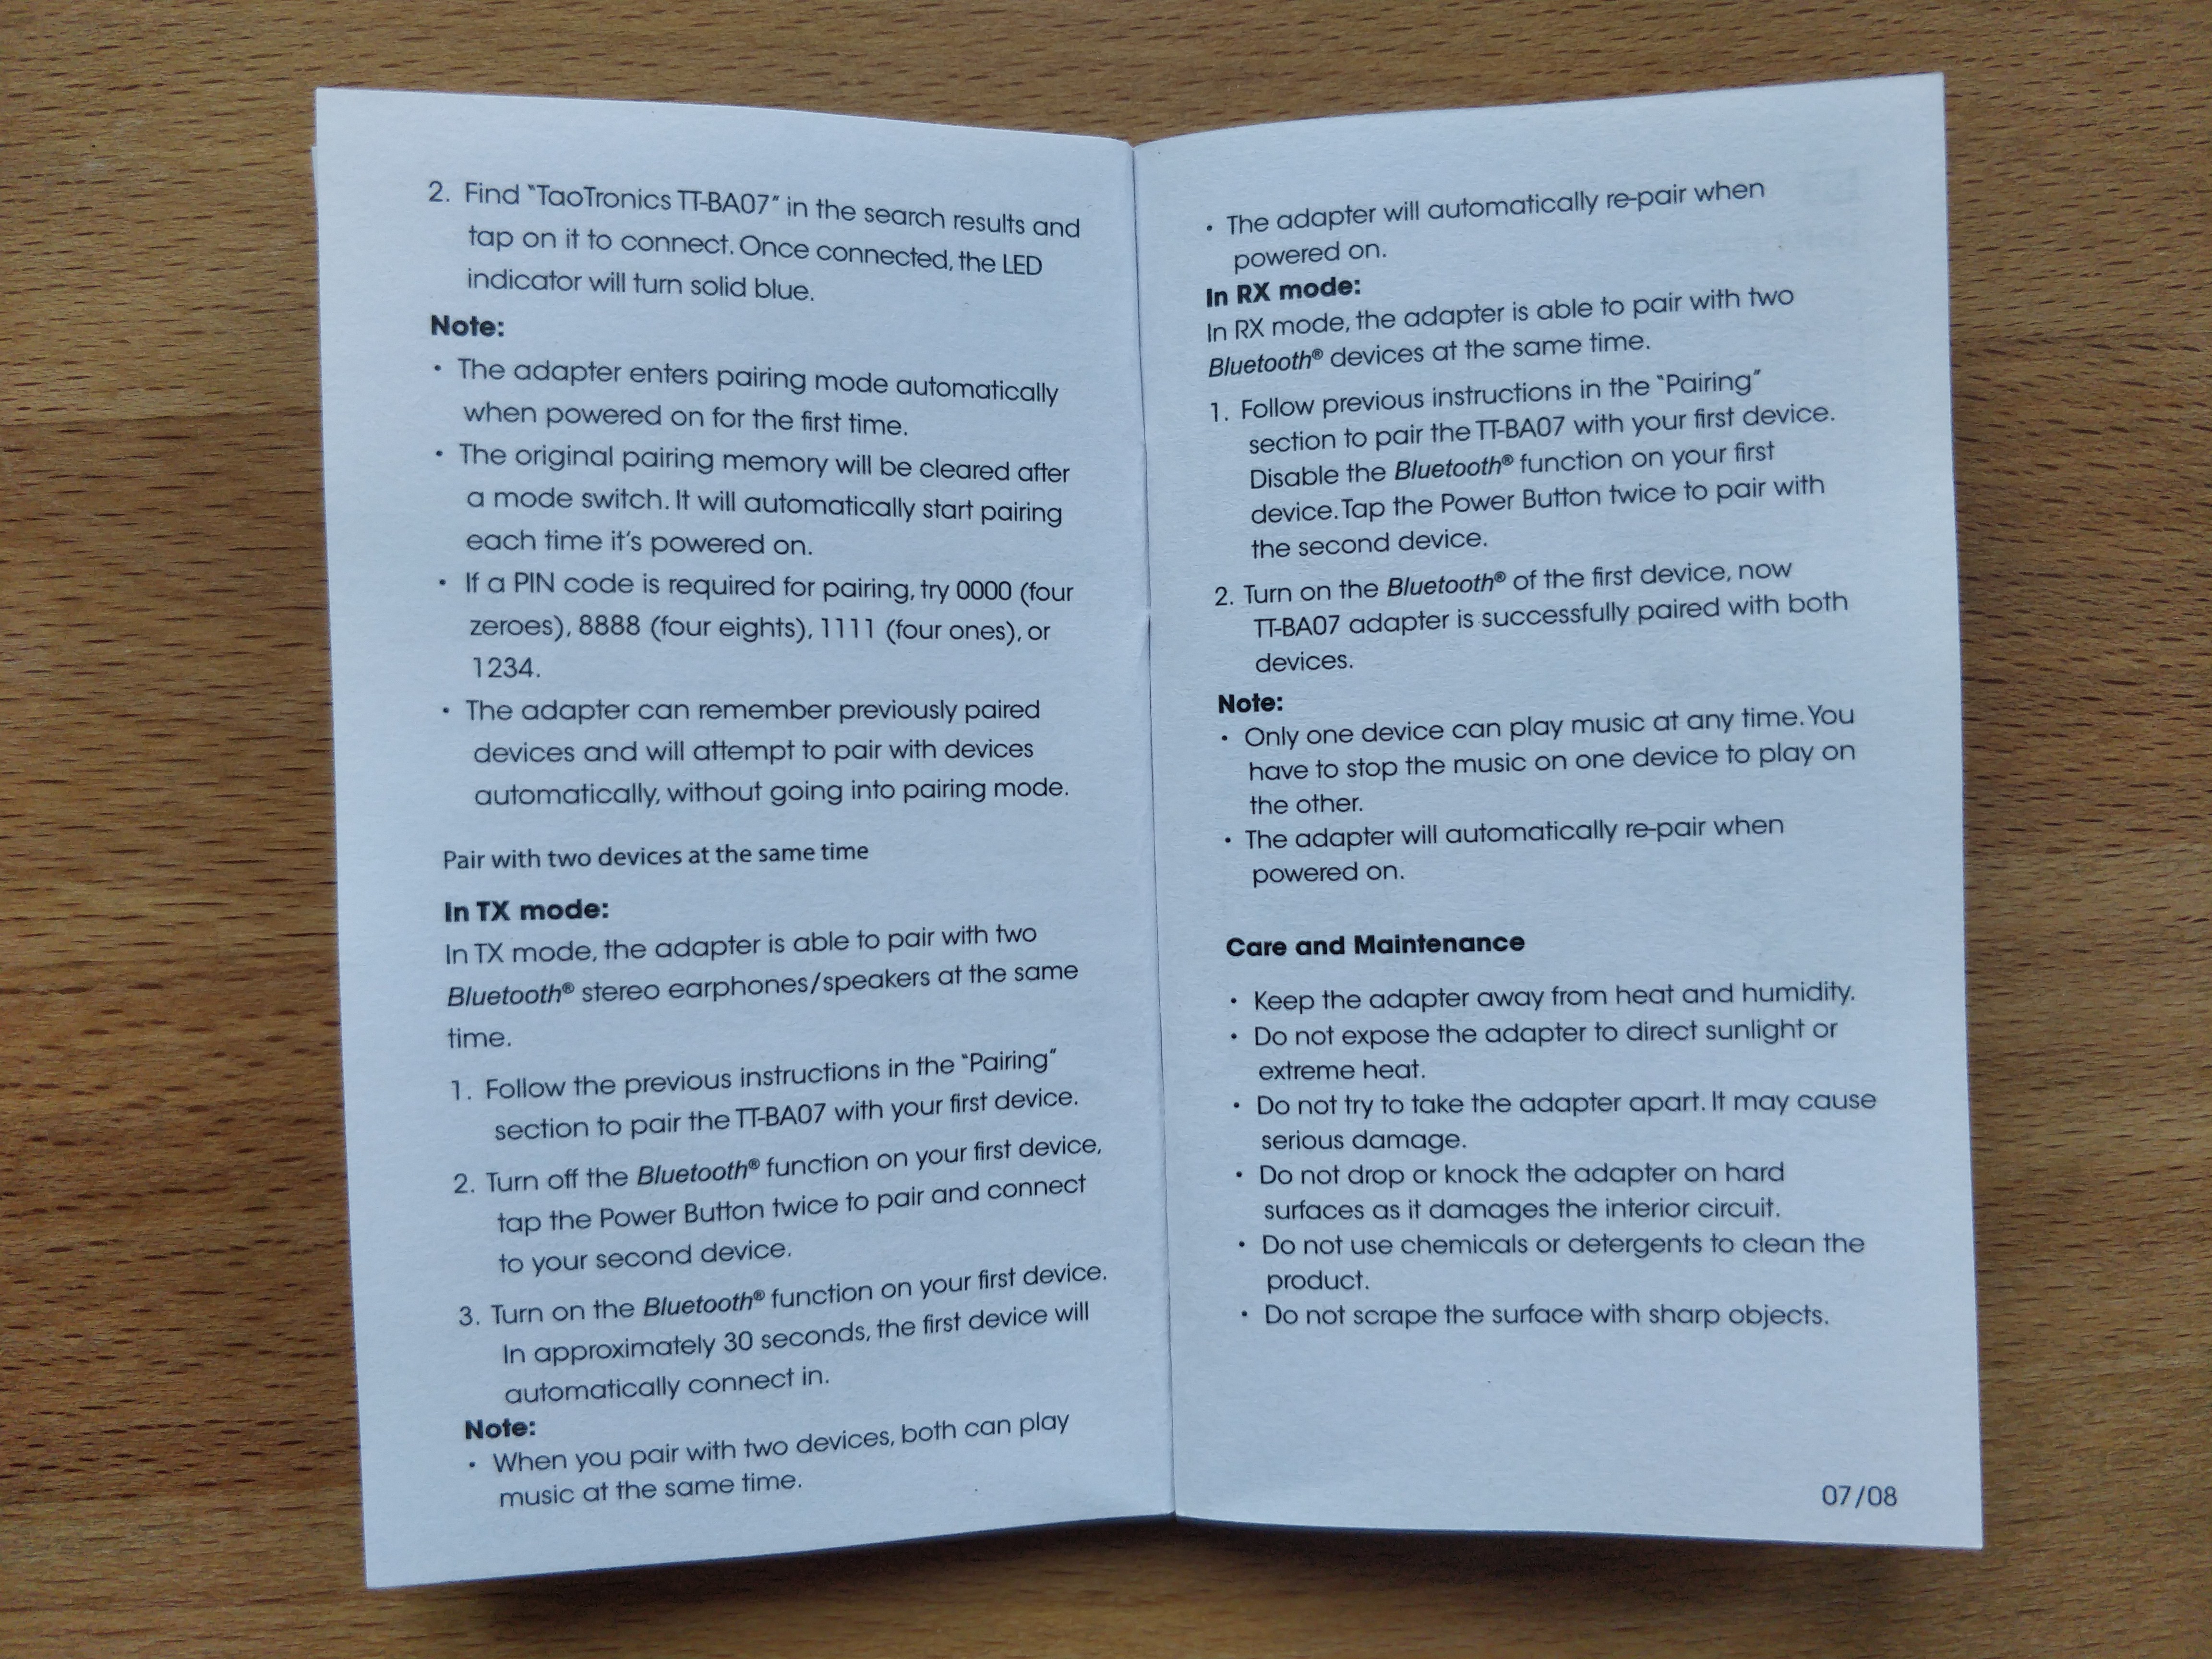 2. Find "TaoTronics TT-BA07" in the search results and
tap on it to connect. Once connected, the LED
indicator will turn solid blue.
Note:
• The adapter enters pairing mode automatically
when powered on for the first time.
• The original pairing memory will be cleared after
a mode switch. It will automatically start pairing
each time it's powered on.
• If a PIN code is required for pairing, try 0000 (four
zeroes), 8888 (four eights), 1111 (four ones), or
1234.
• The adapter can remember previously paired
devices and will attempt to pair with devices
automatically, without going into pairing mode.
Pair with two devices at the same time
In TX mode:
In TX mode, the adapter is able to pair with two
Bluetooth® stereo earphones/speakers at the same
time.
1. Follow the previous instructions in the "Pairing"
section to pair the TT-BA07 with your first device.
2. Turn off the Bluetooth® function on your first device,
tap the Power Button twice to pair and connect
to your second device.
3. Turn on the Bluetooth® function on your first device.
In approximately 30 seconds, the first device will
automatically connect in.
Note:
• When you pair with two devices, both can play
music at the same time.
• The adapter will automatically re-pair when
powered on.
In RX mode:
In RX mode, the adapter is able to pair with two
Bluetooth® devices at the same time.
1. Follow previous instructions in the "Pairing"
section to pair the TT-BA07 with your first device.
Disable the Bluetooth® function on your first
device. Tap the Power Button twice to pair with
the second device.
2. Turn on the Bluetooth® of the first device, now
TT-BA07 adapter is successfully paired with both
devices.
Note:
• Only one device can play music at any time. You
have to stop the music on one device to play on
the other.
• The adapter will automatically re-pair when
powered on.
Care and Maintenance
• Keep the adapter away from heat and humidity.
• Do not expose the adapter to direct sunlight or
extreme heat.
• Do not try to take the adapter apart. It may cause
serious damage.
• Do not drop or knock the adapter on hard
surfaces as it damages the interior circuit.
• Do not use chemicals or detergents to clean the
product.
• Do not scrape the surface with sharp objects.
07/08